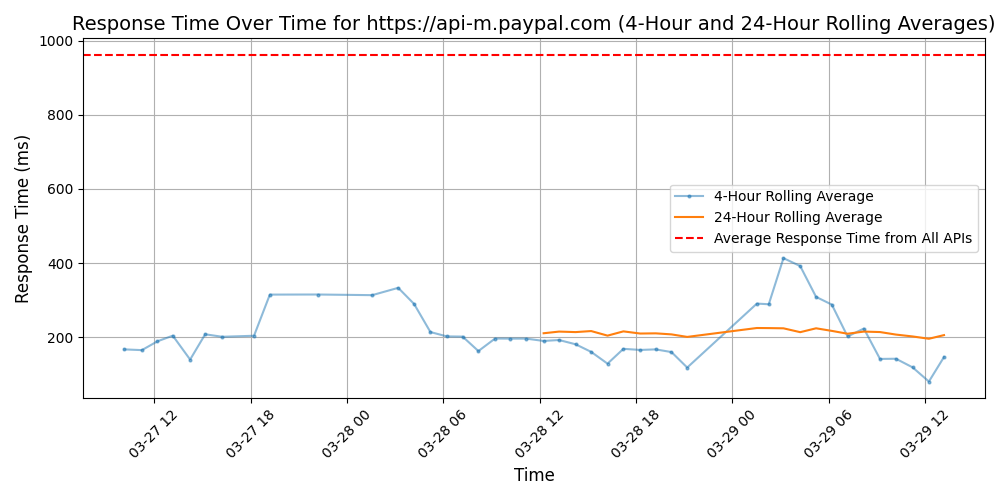 Response Time Over Time for https://api-m.paypal.com (4-Hour and 24-Hour Rolling Averages)
1000
800
600
400
200
Response Time (ms)
4-Hour Rolling Average
24-Hour Rolling Average
Average Response Time from All APIs
03-27 12
03-27 18
03-28 00
03-28 06
03-28 12
03-28 18
03-29 00
03-29 06
03-29 12
Time